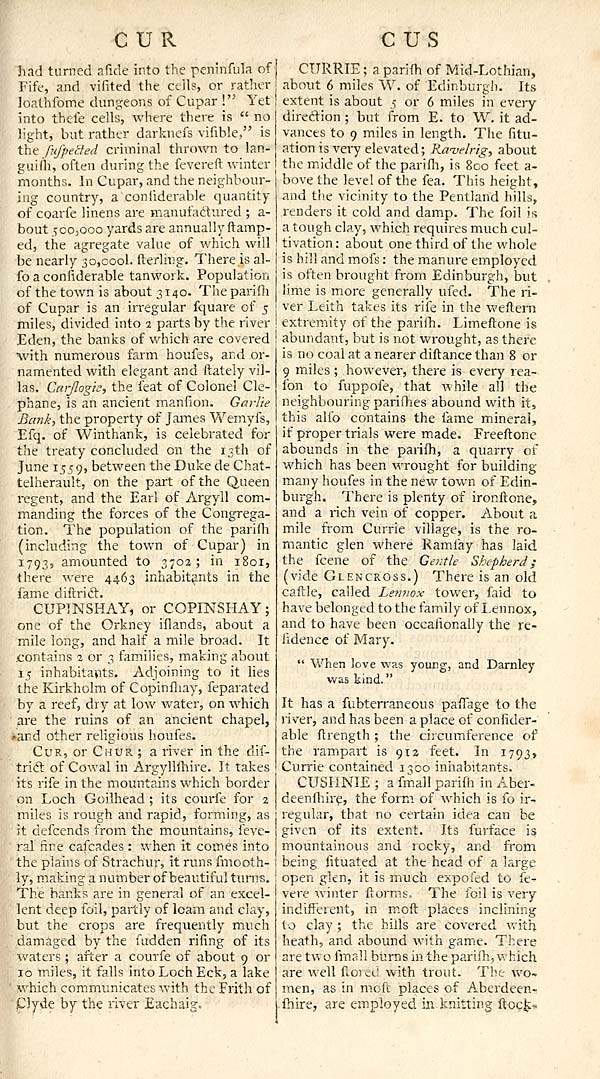 CUR
had turned aſide into the peninſula of
Fife, and viſited the cells, or rather
loathſome dungeons of Cupar!" Yet
into theſe cells, where there is "no
light, but rather darkneſs viſible," is
the ſuſpected criminal thrown to lan-
guiſh, often during the ſevereſt winter
months. In Cupar, and the neighbour-
ing country, a conſiderable quantity
of coarſe linens are manufactured; a-
bout 500,000 yards are annually ſtamp-
ed, the agregate value of which will
be nearly 30,000l. ſterling. There is al-
ſo a conſiderable tanwork. Population
of the town is about 3140. The pariſh
of Cupar is an irregular ſquare of 5
miles, divided into 2 parts by the river
Eden, the banks of which are covered
with numerous farm houſes, and or-
namented with elegant and ſtately vil-
las. Carſlogie, the ſeat of Colonel Cle-
phane, is an ancient manſion. Garlie
Bank, the property of James Wemyſs,
Eſq. of Winthank, is celebrated for
the treaty concluded on the 13th of
June 1559, between the Duke de Chat-
telherault, on the part of the Queen
regent, and the Earl of Argyll com-
manding the forces of the Congrega-
tion. The population of the pariſh
(including the town of Cupar) in
1793, amounted to 3702; in 1801,
there were 4463 inhabitants in the
ſame diſtrict.
CUPINSHAY, or COPINSHAY;
one of the Orkney iſlands, about a
mile long, and half a mile broad. It
contains 2 or 3 families, making about
15 inhabitants. Adjoining to it lies
the Kirkholm of Copinſhay, ſeparated
by a reef, dry at low water, on which
are the ruins of an ancient chapel,
and other religious houſes.
CUR, or CHUR; a river in the diſ-
trict of Cowal in Argyllſhire. It takes
its riſe in the mountains which border
on Loch Goilhead; its courſe for 2
miles is rough and rapid, forming, as
it deſcends from the mountains, ſeve-
ral fine caſcades: when it comes into
the plains of Strachur, it runs ſmooth-
ly, making a number of beautiful turns.
The banks are in general of an excel-
lent deep ſoil, partly of loam and clay,
but the crops are frequently much
damaged by the ſudden riſing of its
waters; after a courſe of about 9 or
10 miles, it falls into Loch Eck, a lake
which communicates with the Frith of
Clyde by the river Eachaig.
CUS
CURRIE; a pariſh of Mid-Lothian,
about 6 miles W. of Edinburgh. Its
extent is about 5 or 6 miles in every
direction; but from E. to W. it ad-
vances to 9 miles in length. The ſitu-
ation is very elevated; Ravelrig, about
the middle of the pariſh, is 800 feet a-
bove the level of the ſea. This height,
and the vicinity to the Pentland hills,
renders it cold and damp. The ſoil is
a tough clay, which requires much cul-
tivation: about one third of the whole
is hill and moſs: the manure employed
is often brought from Edinburgh, but
lime is more generally uſed. The ri-
ver Leith takes its riſe in the weſtern
extremity of the pariſh. Limeſtone is
abundant, but is not wrought, as there
is no coal at a nearer diſtance than 8 or
9 miles; however, there is every rea-
ſon to ſuppoſe, that while all the
neighbouring pariſhes abound with it,
this alſo contains the ſame mineral,
if proper trials were made. Freeſtone
abounds in the pariſh, a quarry of
which has been wrought for building
many houſes in the new town of Edin-
burgh. There is plenty of ironſtone,
and a rich vein of copper. About a
mile from Currie village, is the ro-
mantic glen where Ramſay has laid
the ſcene of the Gentle Shepherd;
(vide GLENCROSS.) There is an old
caſtle, called Lennox tower, ſaid to
have belonged to the family of Lennox,
and to have been occaſionally the re-
ſidence of Mary.
"When love was young, and Darnley
was kind."
It has a ſubterraneous paſſage to the
river, and has been a place of conſider-
able ſtrength; the circumference of
the rampart is 912 feet. In 1793,
Currie contained 1300 inhabitants.
CUSHNIE; a ſmall pariſh in Aber-
deenſhire, the form of which is ſo ir-
regular, that no certain idea can be
given of its extent. Its ſurface is
mountainous and rocky, and from
being ſituated at the head of a large
open glen, it is much expoſed to ſe-
vere winter ſtorms. The ſoil is very
indifferent, in moſt places inclining
to clay; the hills are covered with
heath, and abound with game. There
are two ſmall burns in the pariſh, which
are well ſtored with trout. The wo-
men, as in moſt places of Aberdeen-
ſhire, are employed in knitting ſtock-